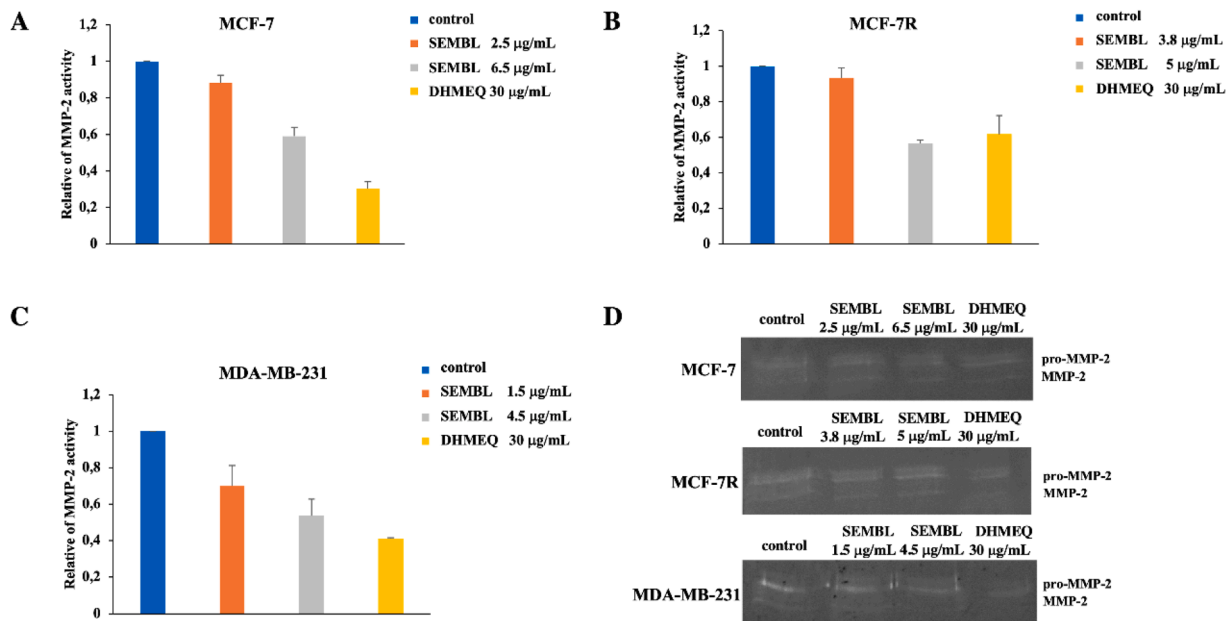 A
MCF-7
Relative of MMP-2 activity
1,2
1
0,8
0,6
0,4
0,2
0
control
SEMBL 2.5 µg/mL
SEMBL 6.5 µg/mL
DHMEQ 30 µg/mL
B
MCF-7R
Relative of MMP-2 activity
1,2
1
0,8
0,6
0,4
0,2
0
control
SEMBL 3.8 µg/mL
SEMBL 5 µg/mL
DHMEQ 30 µg/mL
C
MDA-MB-231
Relative of MMP-2 activity
1,2
1
0,8
0,6
0,4
0,2
0
control
SEMBL 1.5 µg/mL
SEMBL 4.5 µg/mL
DHMEQ 30 µg/mL
D
SEMBL SEMBL DHMEQ
control 2.5 µg/mL 6.5 µg/mL 30 µg/mL
MCF-7
pro-MMP-2
MMP-2
SEMBL SEMBL DHMEQ
control 3.8 µg/mL 5 µg/mL 30 µg/mL
MCF-7R
pro-MMP-2
MMP-2
SEMBL SEMBL DHMEQ
control 1.5 µg/mL 4.5 µg/mL 30 µg/mL
MDA-MB-231
pro-MMP-2
MMP-2